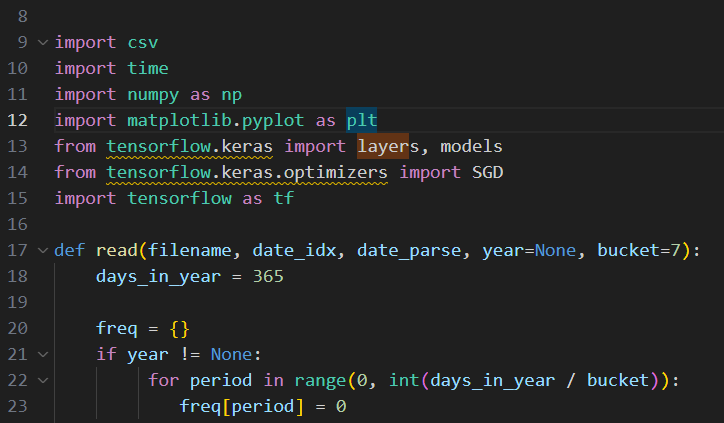 8
9 import csv
10 import time
11 import numpy as np
12 import matplotlib.pyplot as plt
13 from tensorflow.keras import layers, models
14 from tensorflow.keras.optimizers import SGD
15 import tensorflow as tf
16
17 def read(filename, date_idx, date_parse, year=None, bucket=7):
18     days_in_year = 365
19
20     freq = {}
21     if year != None:
22          for period in range(0, int(days_in_year / bucket)):
23             freq[period] = 0